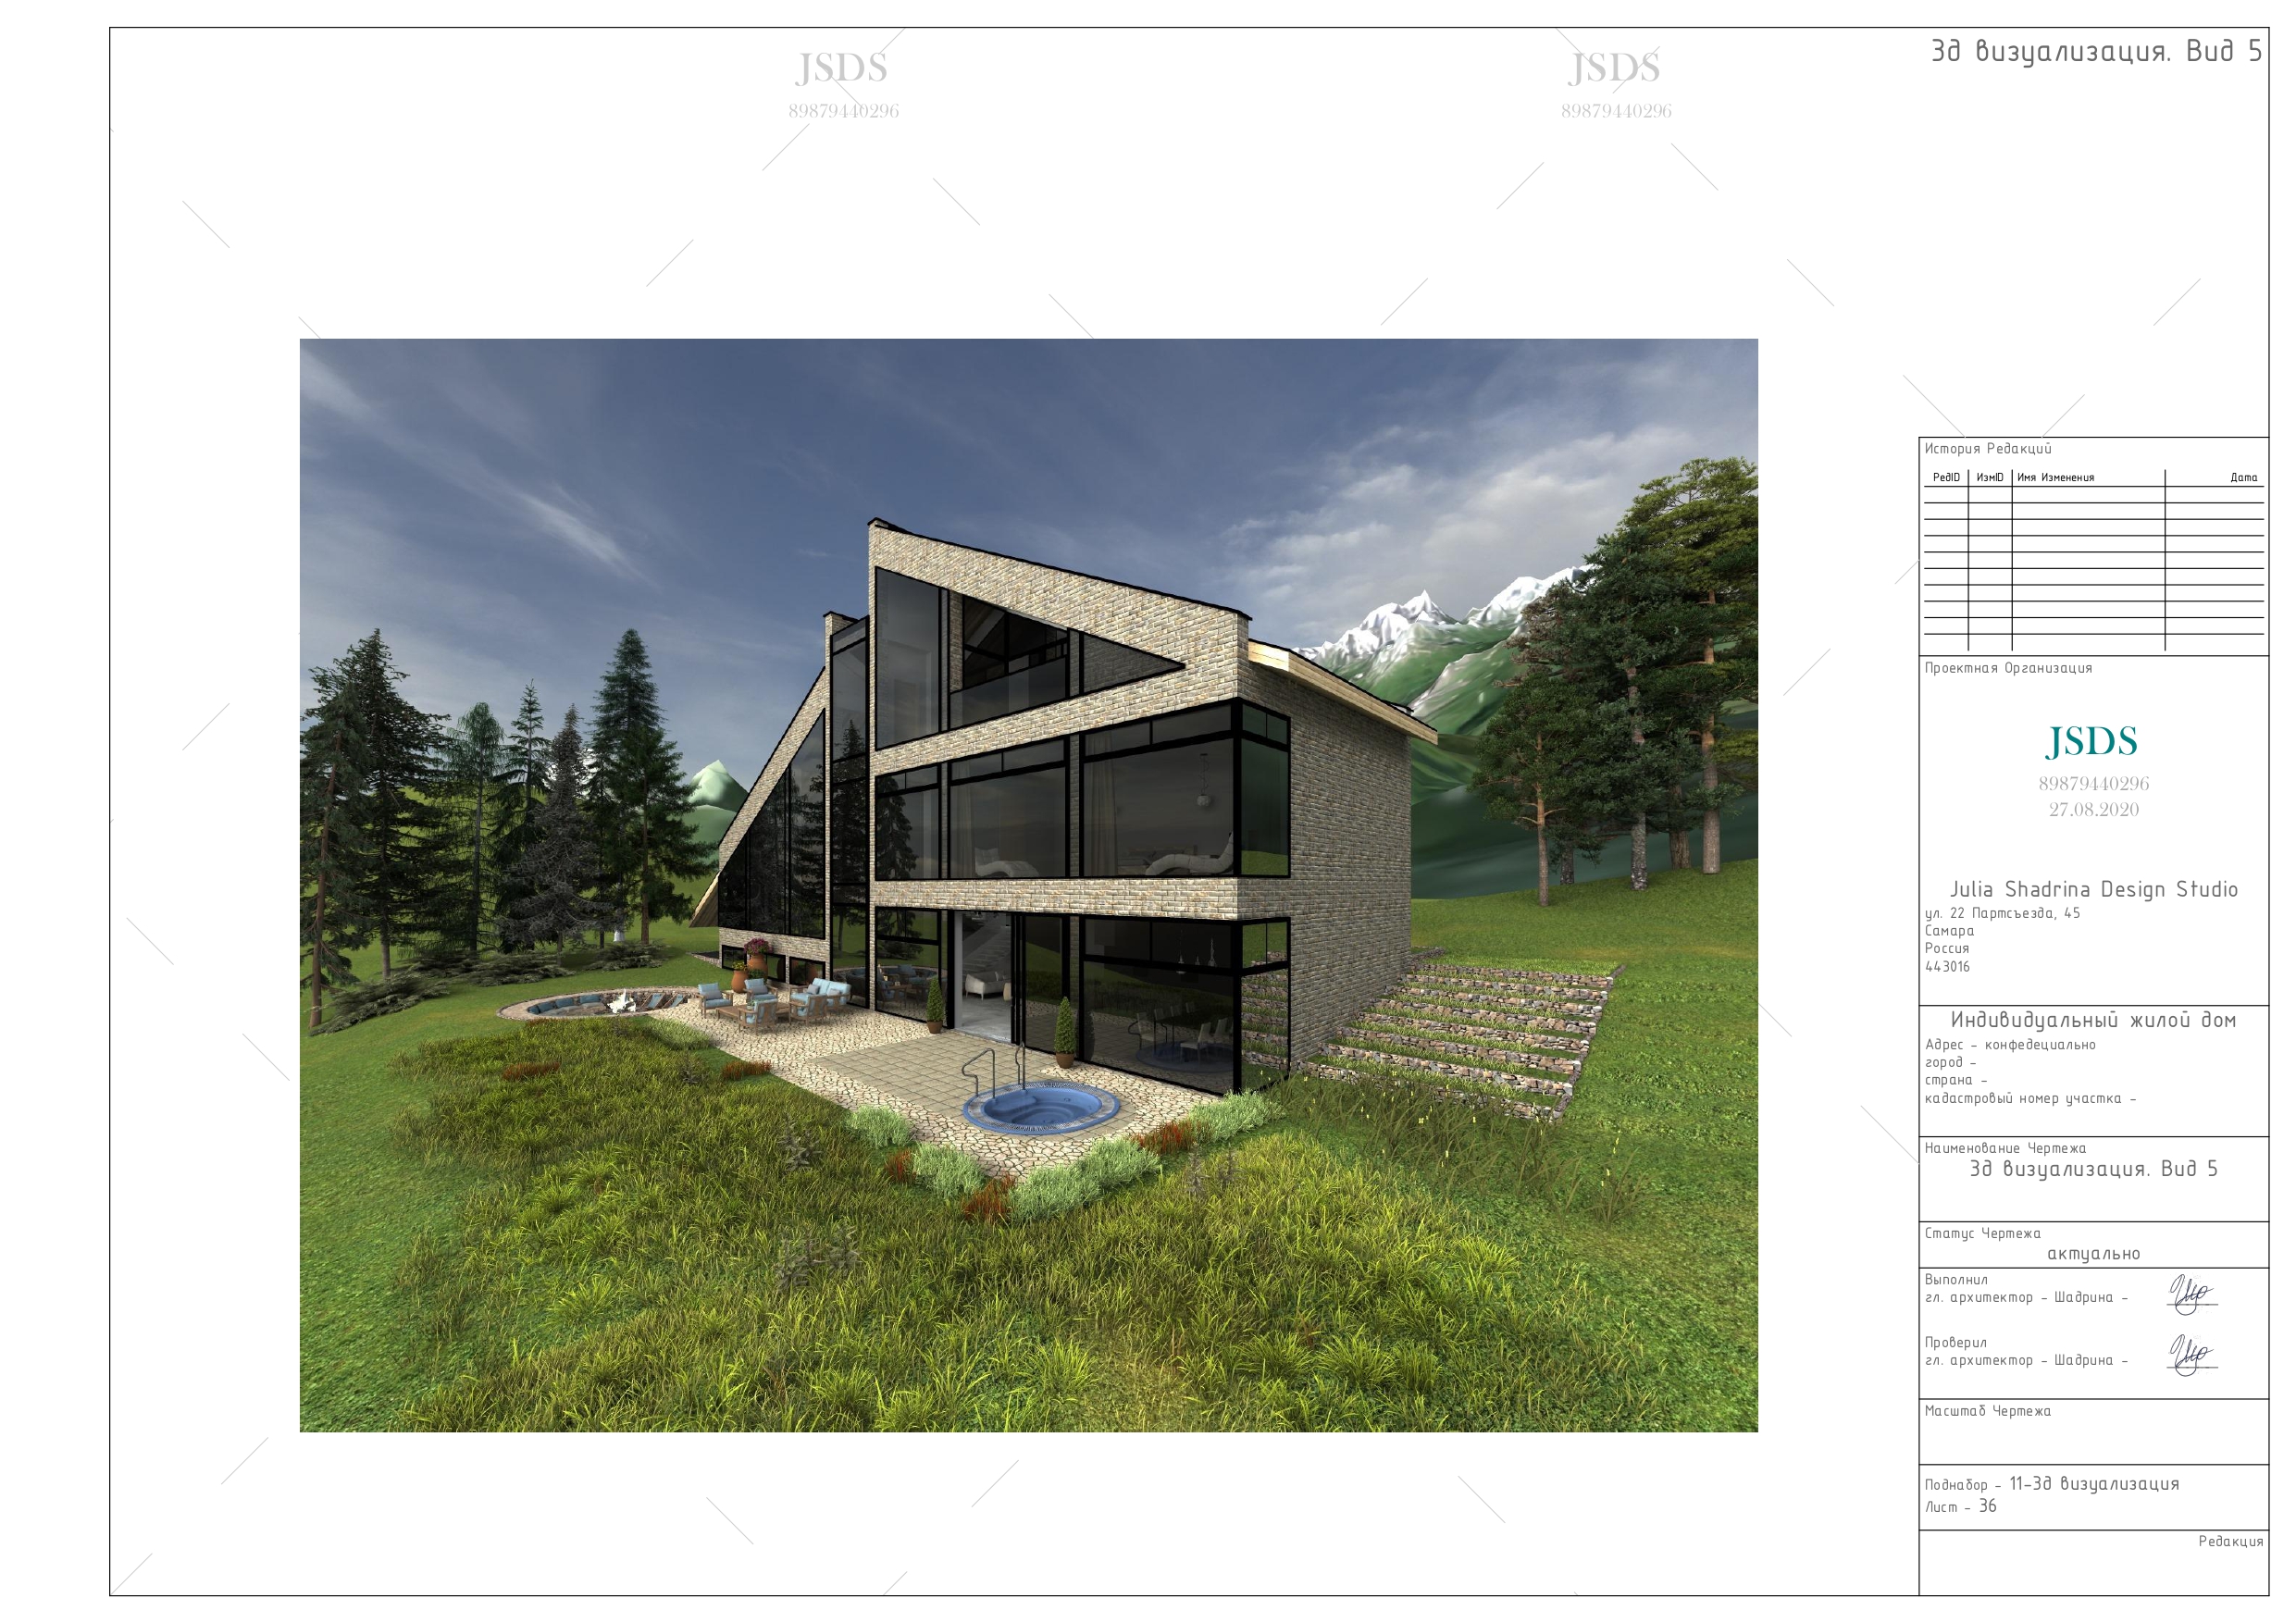 JSDS
89879440296
JSDS
89879440296
3д визуализация. Вид 5
История Редакций
РедID ИзмID Имя Изменения Дата
Проектная Организация
JSDS
89879440296
27.08.2020
Julia Shadrina Design Studio
ул. 22 Партсъезда, 45
Самара
Россия
443016
Индивидуальный жилой дом
Адрес - конфедециально
город -
страна -
кадастровый номер участка -
Наименование Чертежа
3д визуализация. Вид 5
Статус Чертежа
актуально
Выполнил
гл. архитектор - Шадрина -
Проверил
гл. архитектор - Шадрина -
Масштаб Чертежа
Поднабор - 11-3д визуализация
Лист - 36
Редакция